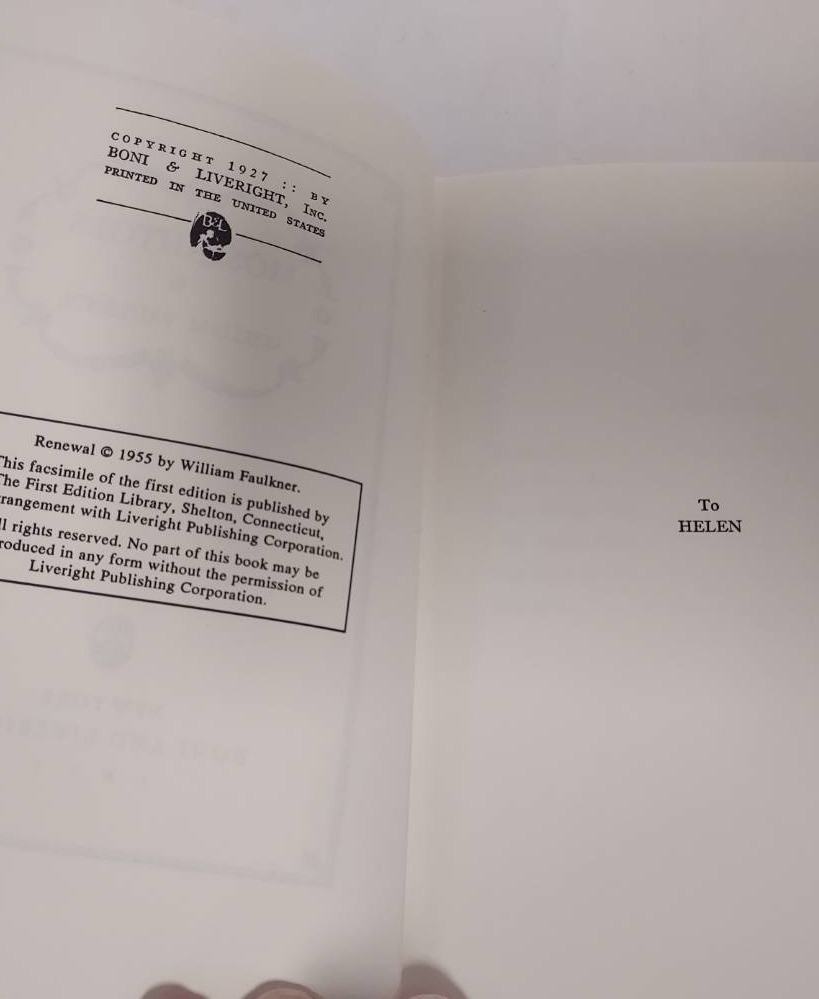 COPYRIGHT 1927 :: BY
BONI & LIVERIGHT, INC.
PRINTED IN THE UNITED STATES
B&L
Renewal © 1955 by William Faulkner.
his facsimile of the first edition is published by
he First Edition Library, Shelton, Connecticut,
rangement with Liveright Publishing Corporation.
ll rights reserved. No part of this book may be
roduced in any form without the permission of
Liveright Publishing Corporation.
To
HELEN